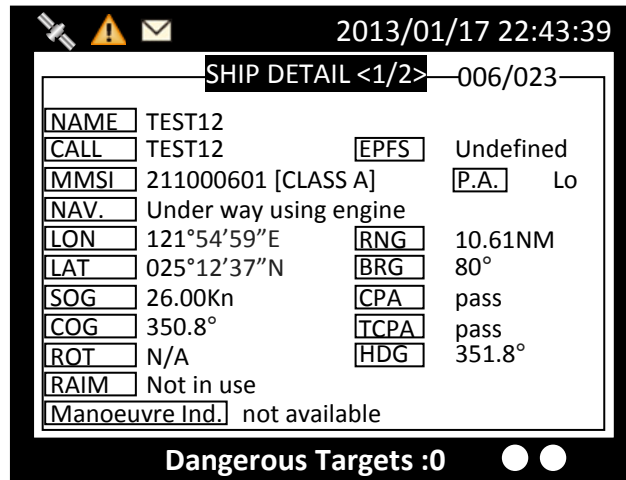 2013/01/17 22:43:39
SHIP DETAIL <1/2> 006/023
NAME TEST12
CALL TEST12 EPFS Undefined
MMSI 211000601 [CLASS A] P.A. Lo
NAV. Under way using engine
LON 121°54′59″E RNG 10.61NM
LAT 025°12′37″N BRG 80°
SOG 26.00Kn CPA pass
COG 350.8° TCPA pass
ROT N/A HDG 351.8°
RAIM Not in use
Manoeuvre Ind. not available
Dangerous Targets :0